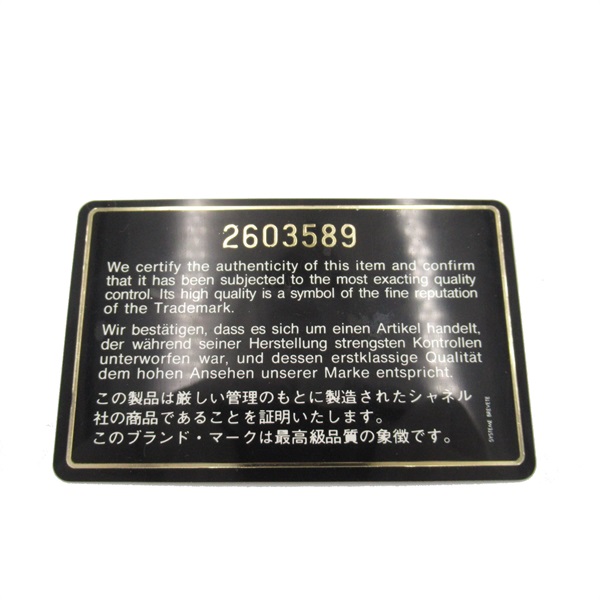 2603589
We certify the authenticity of this item and confirm
that it has been subjected to the most exacting quality
control. Its high quality is a symbol of the fine reputation
of the Trademark.
Wir bestätigen, dass es sich um einen Artikel handelt,
der während seiner Herstellung strengsten Kontrollen
unterworfen war, und dessen erstklassige Qualität
dem hohen Ansehen unserer Marke entspricht.
この製品は厳しい管理のもとに製造されたシャネル
社の商品であることを証明いたします。
このブランド・マークは最高級品質の象徴です。
SYSTEME BREVETE